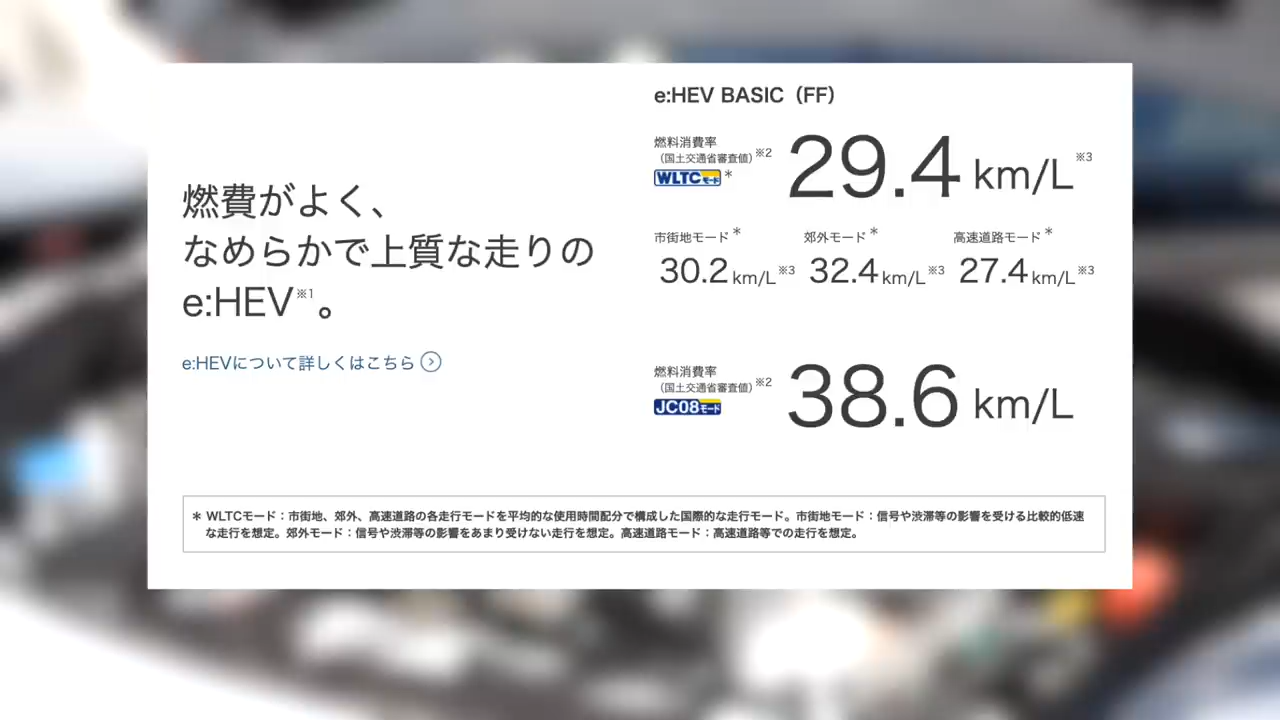 燃費がよく、
なめらかで上質な走りの
e:HEV※1。
e:HEVについて詳しくはこちら
e:HEV BASIC（FF）
燃料消費率
（国土交通省審査値）※2
WLTCモード＊
29.4 km/L※3
市街地モード＊ 郊外モード＊ 高速道路モード＊
30.2km/L※3 32.4km/L※3 27.4km/L※3
燃料消費率
（国土交通省審査値）※2
JC08モード
38.6 km/L
＊ WLTCモード：市街地、郊外、高速道路の各走行モードを平均的な使用時間配分で構成した国際的な走行モード。市街地モード：信号や渋滞等の影響を受ける比較的低速
な走行を想定。郊外モード：信号や渋滞等の影響をあまり受けない走行を想定。高速道路モード：高速道路等での走行を想定。